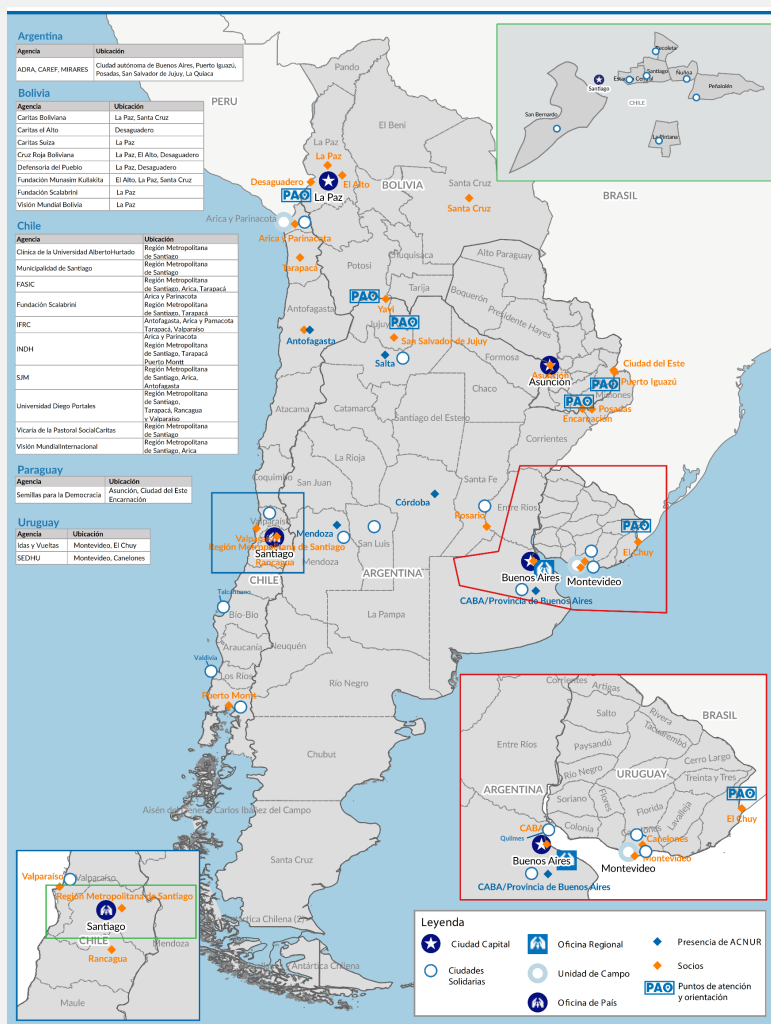 Argentina
Agencia Ubicación
ADRA, CAREF, MIRARES Ciudad autónoma de Buenos Aires, Puerto Iguazú,
Posadas, San Salvador de Jujuy, La Quiaca
Bolivia
Agencia Ubicación
Caritas Boliviana La Paz, Santa Cruz
Caritas el Alto Desaguadero
Caritas Suiza La Paz
Cruz Roja Boliviana La Paz, El Alto, Desaguadero
Defensoria del Pueblo La Paz, Desaguadero
Fundación Munasim Kullakita El Alto, La Paz, Santa Cruz
Fundación Scalabrini La Paz
Visión Mundial Bolivia La Paz
Chile
Agencia Ubicación
Clínica de la Universidad AlbertoHurtado Región Metropolitana
de Santiago
Municipalidad de Santiago Región Metropolitana
de Santiago
FASIC Región Metropolitana
de Santiago, Arica, Tarapacá
Fundación Scalabrini Arica y Parinacota
Región Metropolitana
de Santiago, Tarapacá
IFRC Antofagasta, Arica y Parnacota
Tarapacá, Valparaíso
INDH Arica y Parinacota
Región Metropolitana
de Santiago, Tarapacá
Puerto Montt
SJM Región Metropolitana
de Santiago, Arica,
Antofagasta
Universidad Diego Portales Región Metropolitana
de Santiago,
Tarapacá, Rancagua
y Valparaiso
Vicaría de la Pastoral SocialCaritas Región Metropolitana
de Santiago
Visión MundialInternacional Región Metropolitana
de Santiago, Arica
Paraguay
Agencia Ubicación
Semillas para la Democracia Asunción, Ciudad del Este
Encarnación
Uruguay
Agencia Ubicación
Idas y Vueltas Montevideo, El Chuy
SEDHU Montevideo, Canelones
Recoleta
Santiago
Estación Central
Ñuñoa
Santiago
Peñalolén
CHILE
San Bernardo
La Pintana
PERU
Pando
El Beni
La Paz
La Paz
Desaguadero
El Alto
PAO
La Paz
BOLIVIA
Santa Cruz
Santa Cruz
BRASIL
Arica y Parinacota
Arica y Parinacota
Tarapacá
Chuquisaca
Potosi
Alto Paraguay
Tarija
Boquerón
PAO
Yavi
Presidente Hayes
Antofagasta
Jujuy
PAO
San Salvador de Jujuy
Antofagasta
Salta
Formosa
Asunción
Asunción
Ciudad del Este
PAO
Puerto Iguazú
Misiones
PAO
Posadas
Encarnación
Chaco
Atacama
Catamarca
Santiago del Estero
Corrientes
La Rioja
Coquimbo
San Juan
Santa Fe
Córdoba
Entre Ríos
Rosario
Valparaíso
Valparaíso
Mendoza
San Luis
Región Metropolitana de Santiago
Santiago
Rancagua
Mendoza
CHILE
ARGENTINA
PAO
El Chuy
Buenos Aires
Montevideo
CABA/Provincia de Buenos Aires
Talcahuano
Bío-Bío
La Pampa
Araucanía
Neuquén
Valdivia
Los Ríos
Río Negro
Puerto Montt
Chubut
Aisén del General Carlos Ibáñez del Campo
Santa Cruz
Antártica Chilena
Corrientes
Artigas
BRASIL
Salto
Rivera
Tacuarembó
Entre Ríos
Paysandú
Cerro Largo
Río Negro
URUGUAY
Treinta y Tres
ARGENTINA
Soriano
Flores
Florida
Lavalleja
PAO
El Chuy
CABA
Colonia
Canelones
Canelones
Quilmes
Buenos Aires
Montevideo
Montevideo
CABA/Provincia de Buenos Aires
Valparaíso
Valparaíso
Región Metropolitana de Santiago
Santiago
CHILE
Mendoza
Rancagua
Maule
Leyenda
Ciudad Capital
Oficina Regional
Presencia de ACNUR
Ciudades
Solidarias
Unidad de Campo
Socios
Oficina de País
PAO
Puntos de atención
y orientación